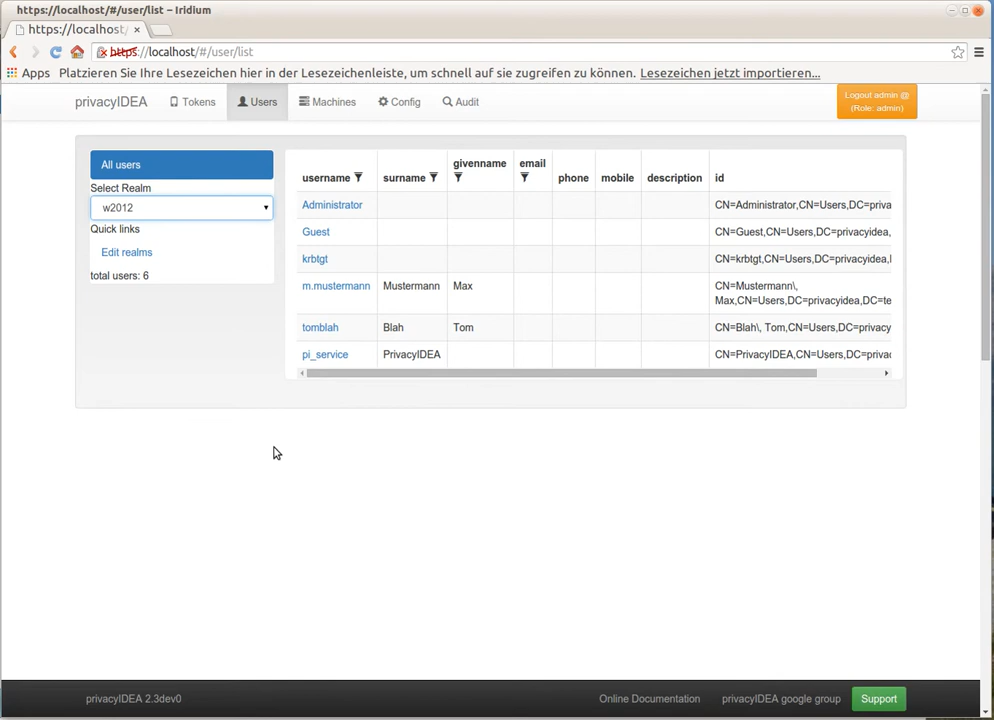 https://localhost/#/user/list – Iridium
https://localhost/
https://localhost/#/user/list
Apps Platzieren Sie Ihre Lesezeichen hier in der Lesezeichenleiste, um schnell auf sie zugreifen zu können. Lesezeichen jetzt importieren...
privacyIDEA Tokens Users Machines Config Audit
Logout admin @
(Role: admin)
All users
Select Realm
w2012
Quick links
Edit realms
total users: 6
username surname givenname email phone mobile description id
Administrator CN=Administrator,CN=Users,DC=priva
Guest CN=Guest,CN=Users,DC=privacyidea,
krbtgt CN=krbtgt,CN=Users,DC=privacyidea,
m.mustermann Mustermann Max CN=Mustermann\,
Max,CN=Users,DC=privacyidea,DC=te
tomblah Blah Tom CN=Blah\, Tom,CN=Users,DC=privacy
pi_service PrivacyIDEA CN=PrivacyIDEA,CN=Users,DC=privac
privacyIDEA 2.3dev0 Online Documentation privacyIDEA google group Support